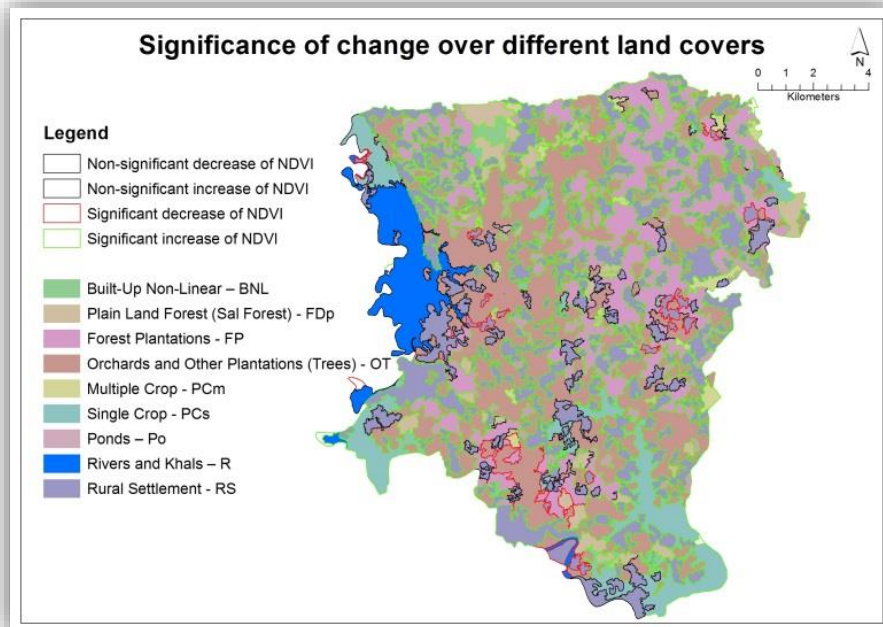 Significance of change over different land covers
N
0 1 2 4
Kilometers
Legend
Non-significant decrease of NDVI
Non-significant increase of NDVI
Significant decrease of NDVI
Significant increase of NDVI
Built-Up Non-Linear – BNL
Plain Land Forest (Sal Forest) - FDp
Forest Plantations - FP
Orchards and Other Plantations (Trees) - OT
Multiple Crop - PCm
Single Crop - PCs
Ponds – Po
Rivers and Khals – R
Rural Settlement - RS